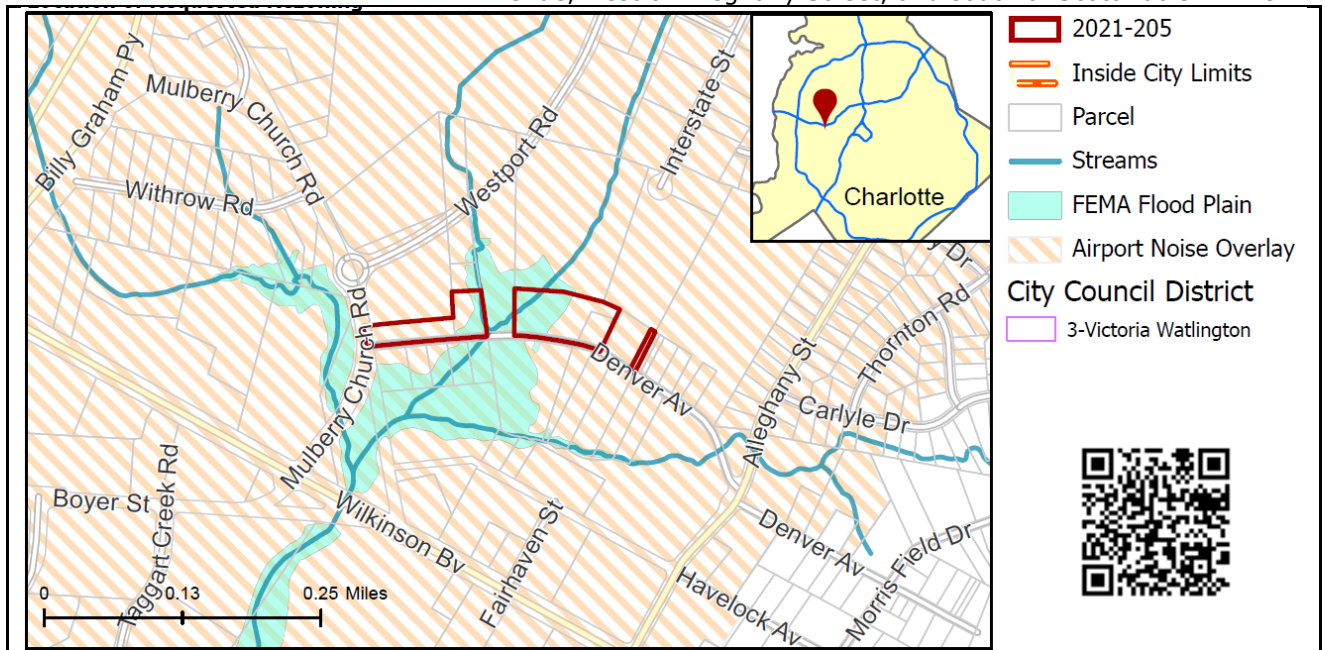 2021-205
Inside City Limits
Parcel
Streams
FEMA Flood Plain
Airport Noise Overlay
City Council District
3-Victoria Watlington
Charlotte
Billy Graham Py
Mulberry Church Rd
Withrow Rd
Westport Rd
Interstate St
Mulberry Church Rd
Denver Av
Alleghany St
Thornton Rd
Dr
Carlyle Dr
Boyer St
Taggart Creek Rd
Wilkinson Bv
Fairhaven St
Denver Av
Morris Field Dr
Havelock Av
0 0.13 0.25 Miles